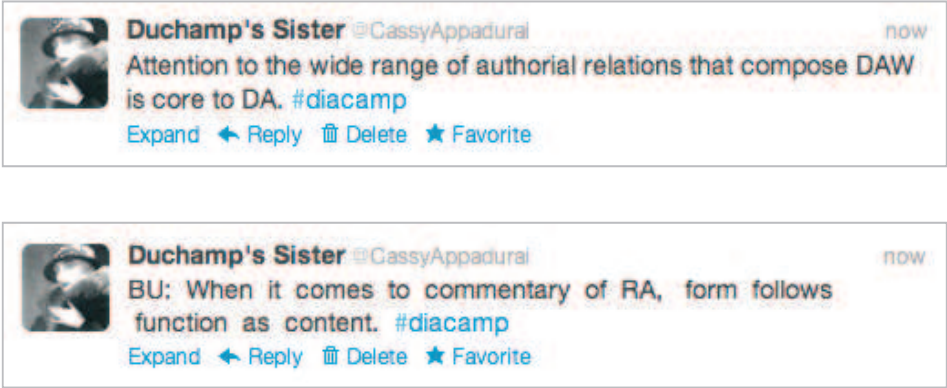 Duchamp's Sister @CassyAppadurai now
Attention to the wide range of authorial relations that compose DAW
is core to DA. #diacamp
Expand Reply Delete Favorite
Duchamp's Sister @CassyAppadurai now
BU: When it comes to commentary of RA, form follows
function as content. #diacamp
Expand Reply Delete Favorite